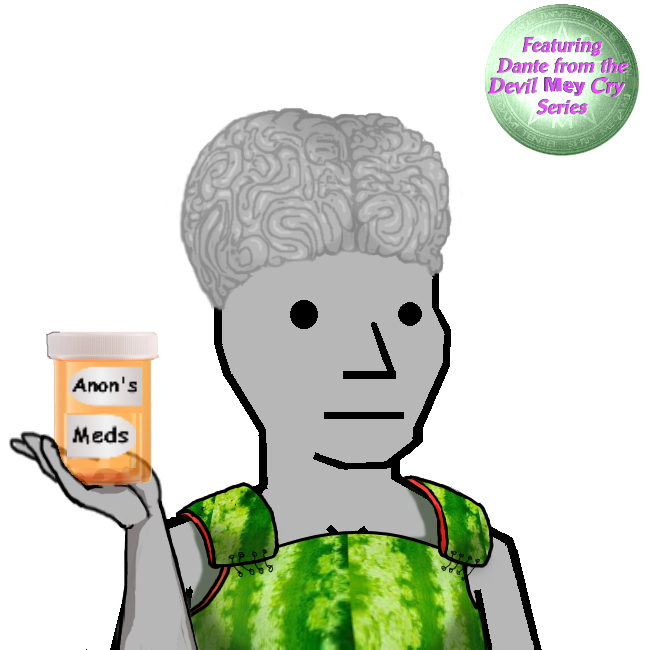 Featuring
Dante from the
Devil Mey Cry
Series
Anon's
Meds